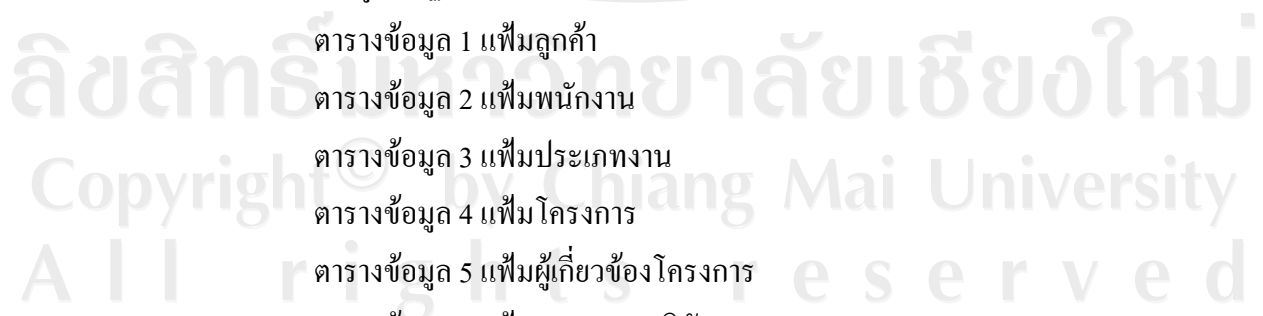 ตารางข้อมูล 1 แฟ้มลูกค้า
ลิขสิทธิ์มหาวิทยาลัยเชียงใหม่
ตารางข้อมูล 2 แฟ้มพนักงาน
ตารางข้อมูล 3 แฟ้มประเภทงาน
Copyright© by Chiang Mai University
ตารางข้อมูล 4 แฟ้มโครงการ
ตารางข้อมูล 5 แฟ้มผู้เกี่ยวข้องโครงการ
All rights reserved